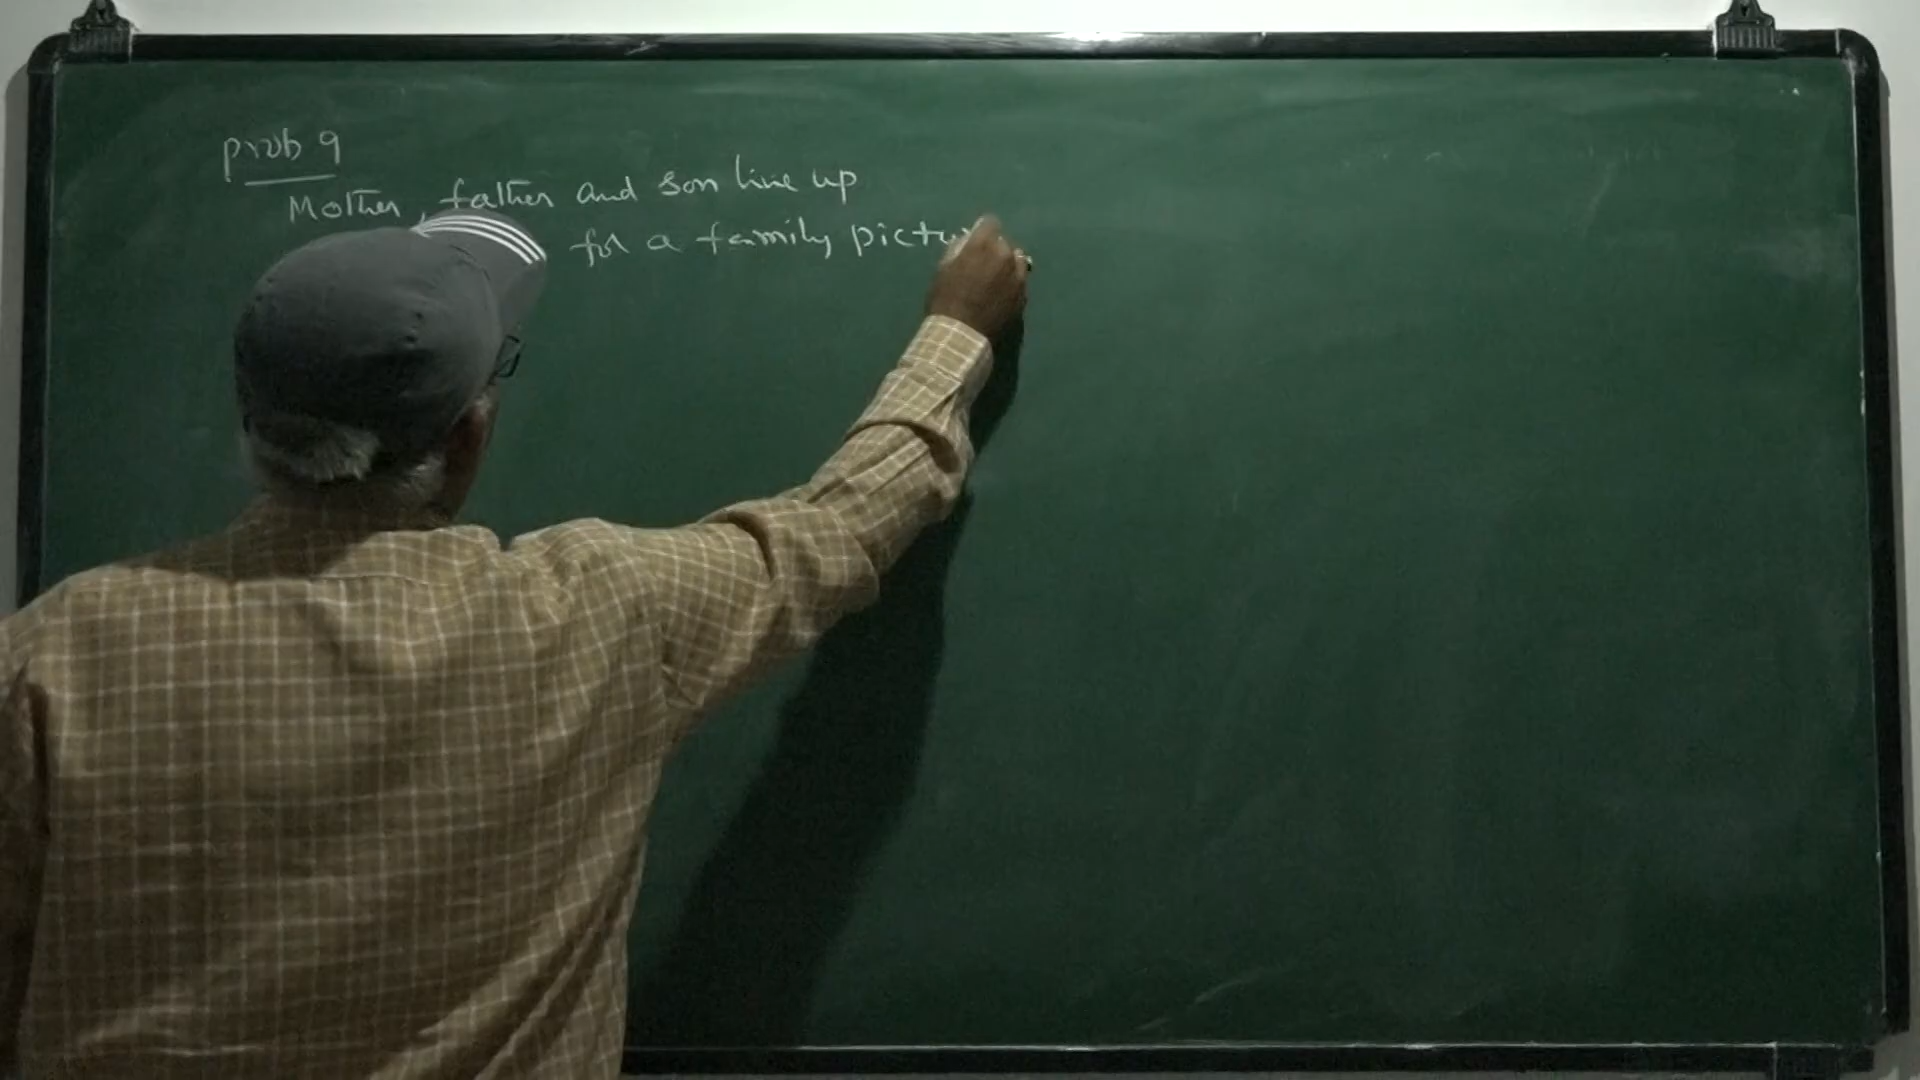 prob 9
Mother, father and son line up
for a family pictu